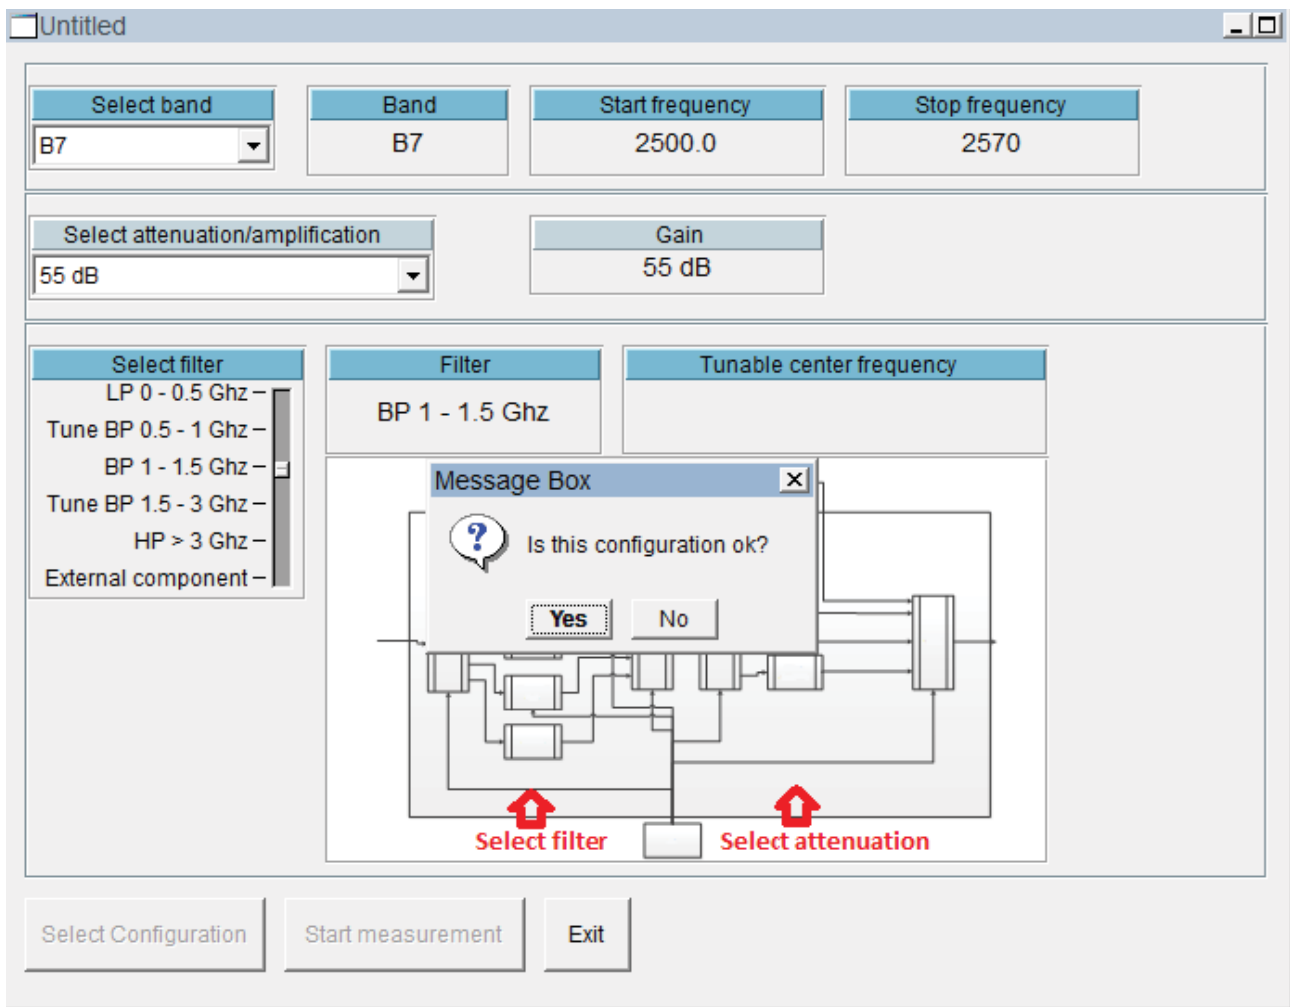 Untitled
Select band
Band
Start frequency
Stop frequency
B7
B7
2500.0
2570
Select attenuation/amplification
Gain
55 dB
55 dB
Select filter
Filter
Tunable center frequency
LP 0 - 0.5 Ghz
Tune BP 0.5 - 1 Ghz
BP 1 - 1.5 Ghz
Tune BP 1.5 - 3 Ghz
HP > 3 Ghz
External component
BP 1 - 1.5 Ghz
Message Box
?
Is this configuration ok?
Yes
No
Select filter
Select attenuation
Select Configuration
Start measurement
Exit